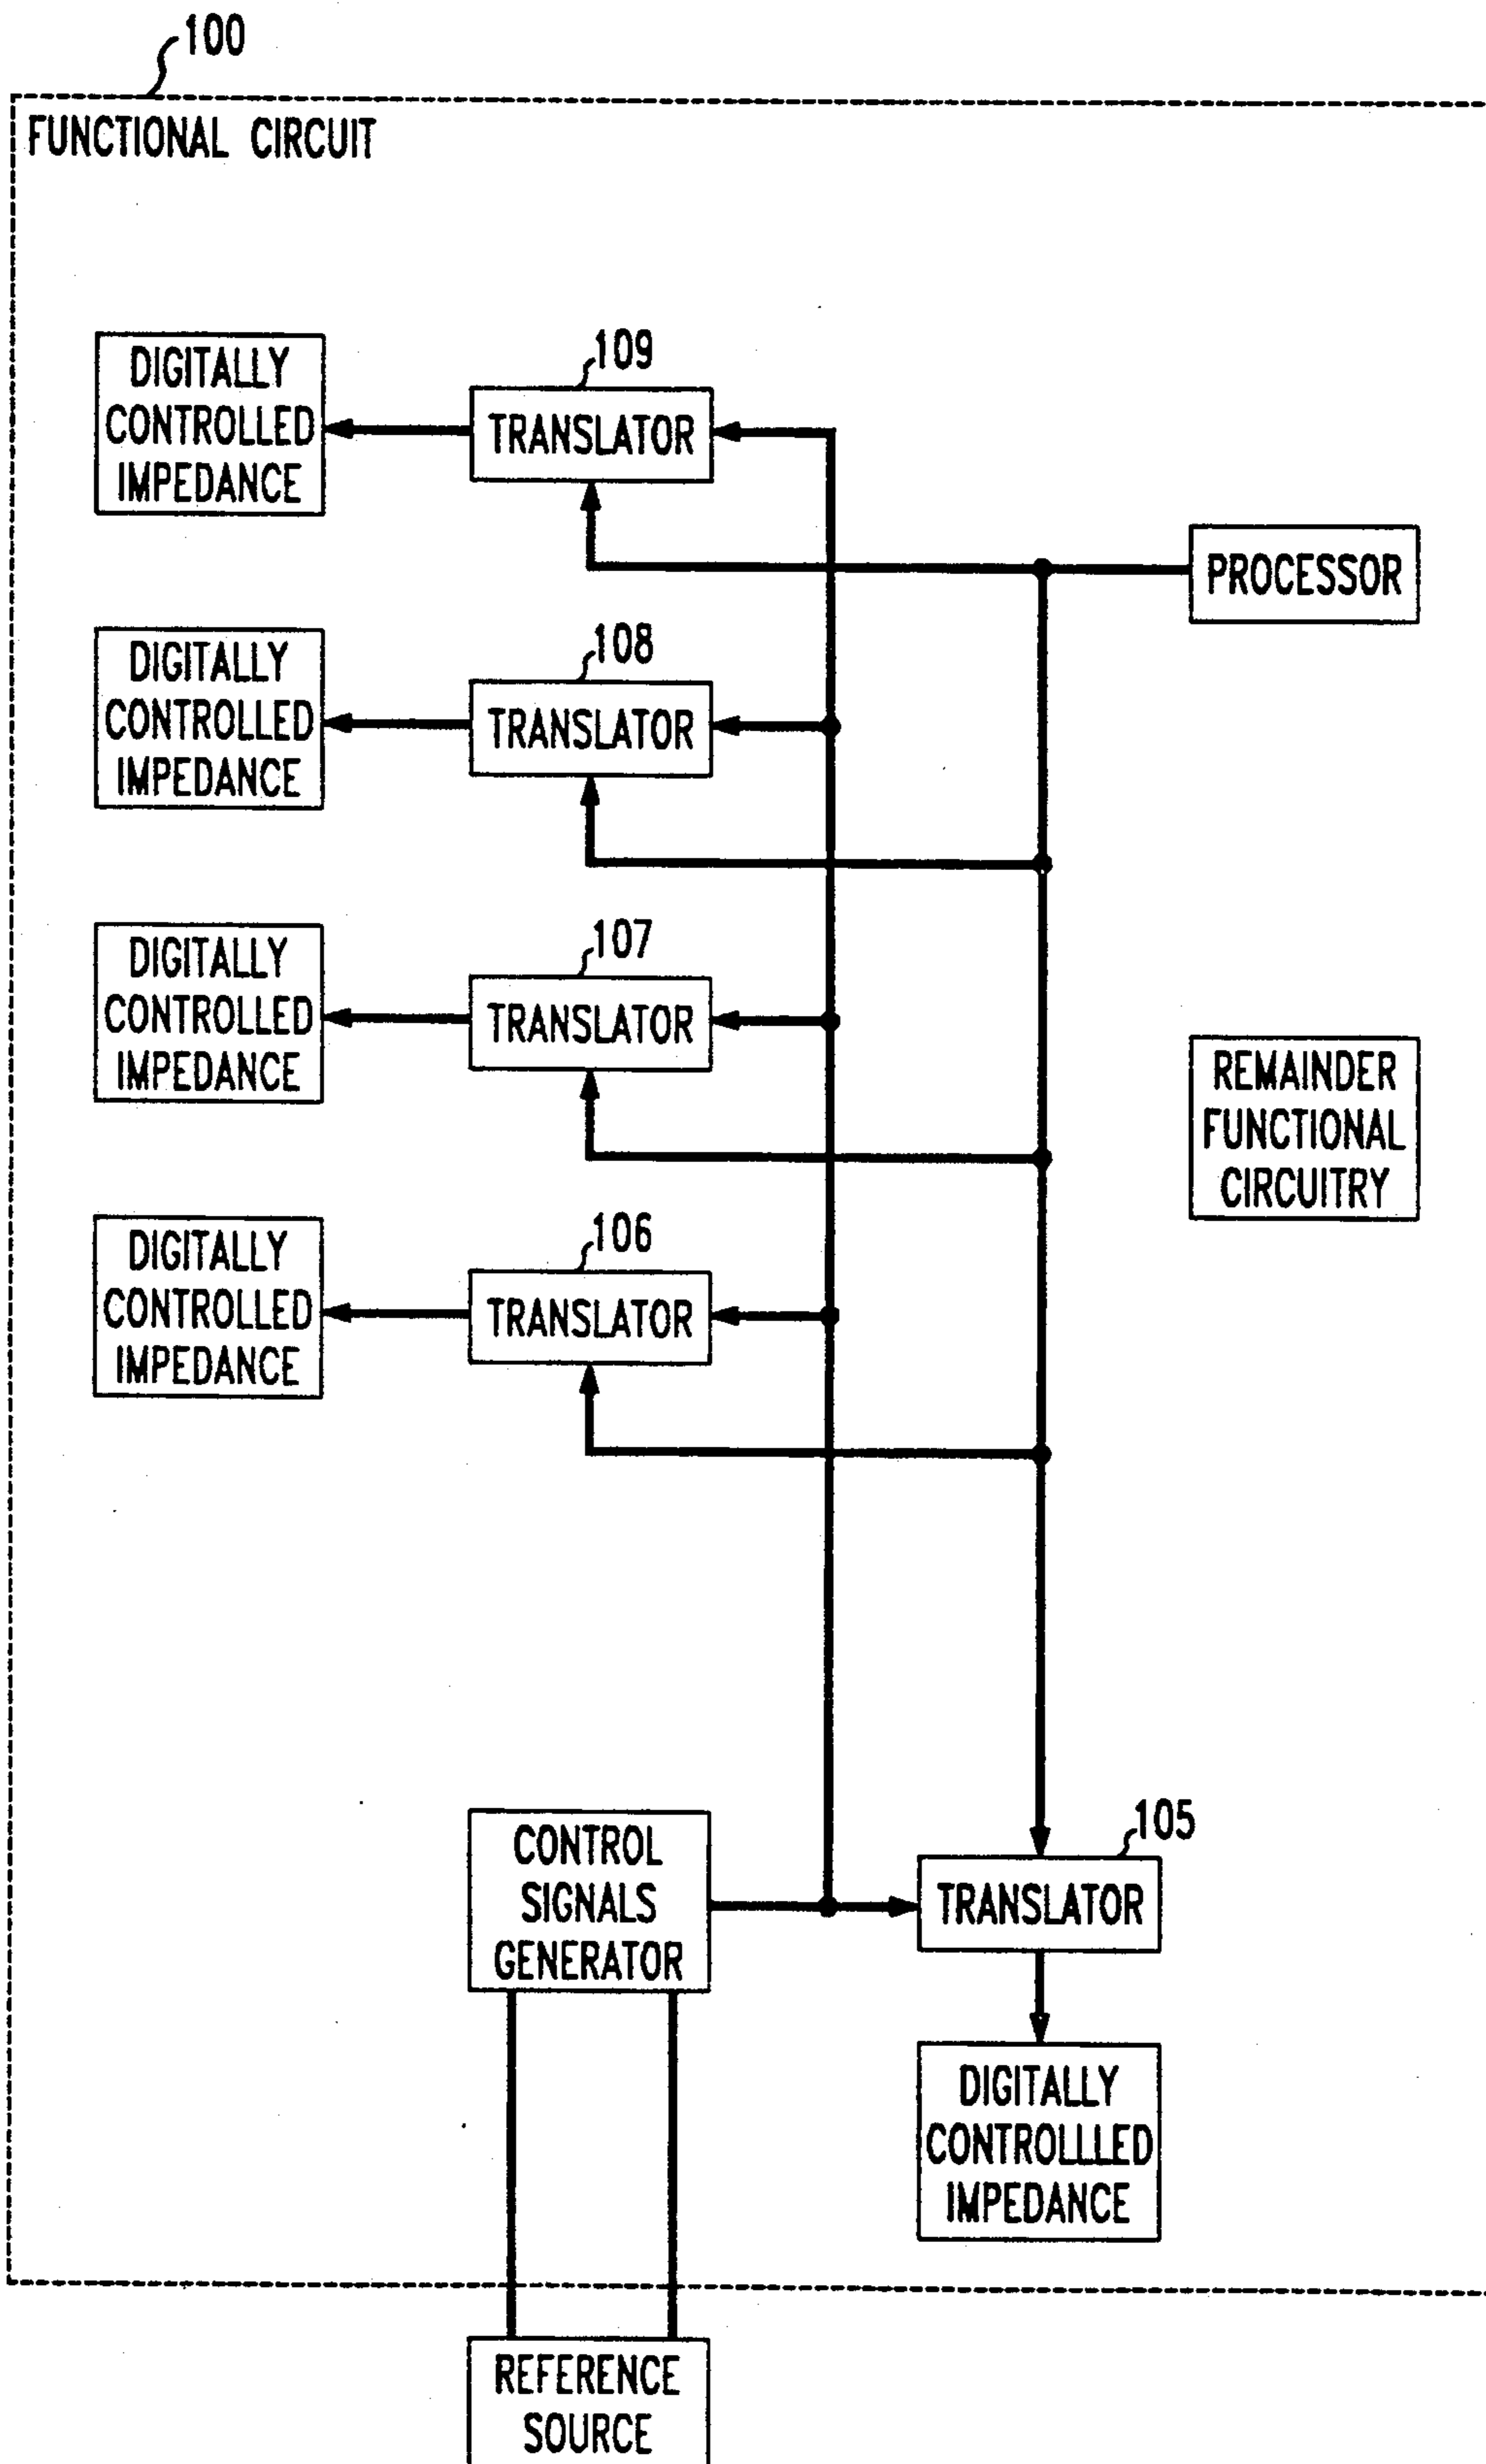 100
FUNCTIONAL CIRCUIT
109
DIGITALLY
CONTROLLED
IMPEDANCE
TRANSLATOR
PROCESSOR
108
DIGITALLY
CONTROLLED
IMPEDANCE
TRANSLATOR
107
DIGITALLY
CONTROLLED
IMPEDANCE
TRANSLATOR
REMAINDER
FUNCTIONAL
CIRCUITRY
106
DIGITALLY
CONTROLLED
IMPEDANCE
TRANSLATOR
CONTROL
SIGNALS
GENERATOR
105
TRANSLATOR
DIGITALLY
CONTROLLLED
IMPEDANCE
REFERENCE
SOURCE